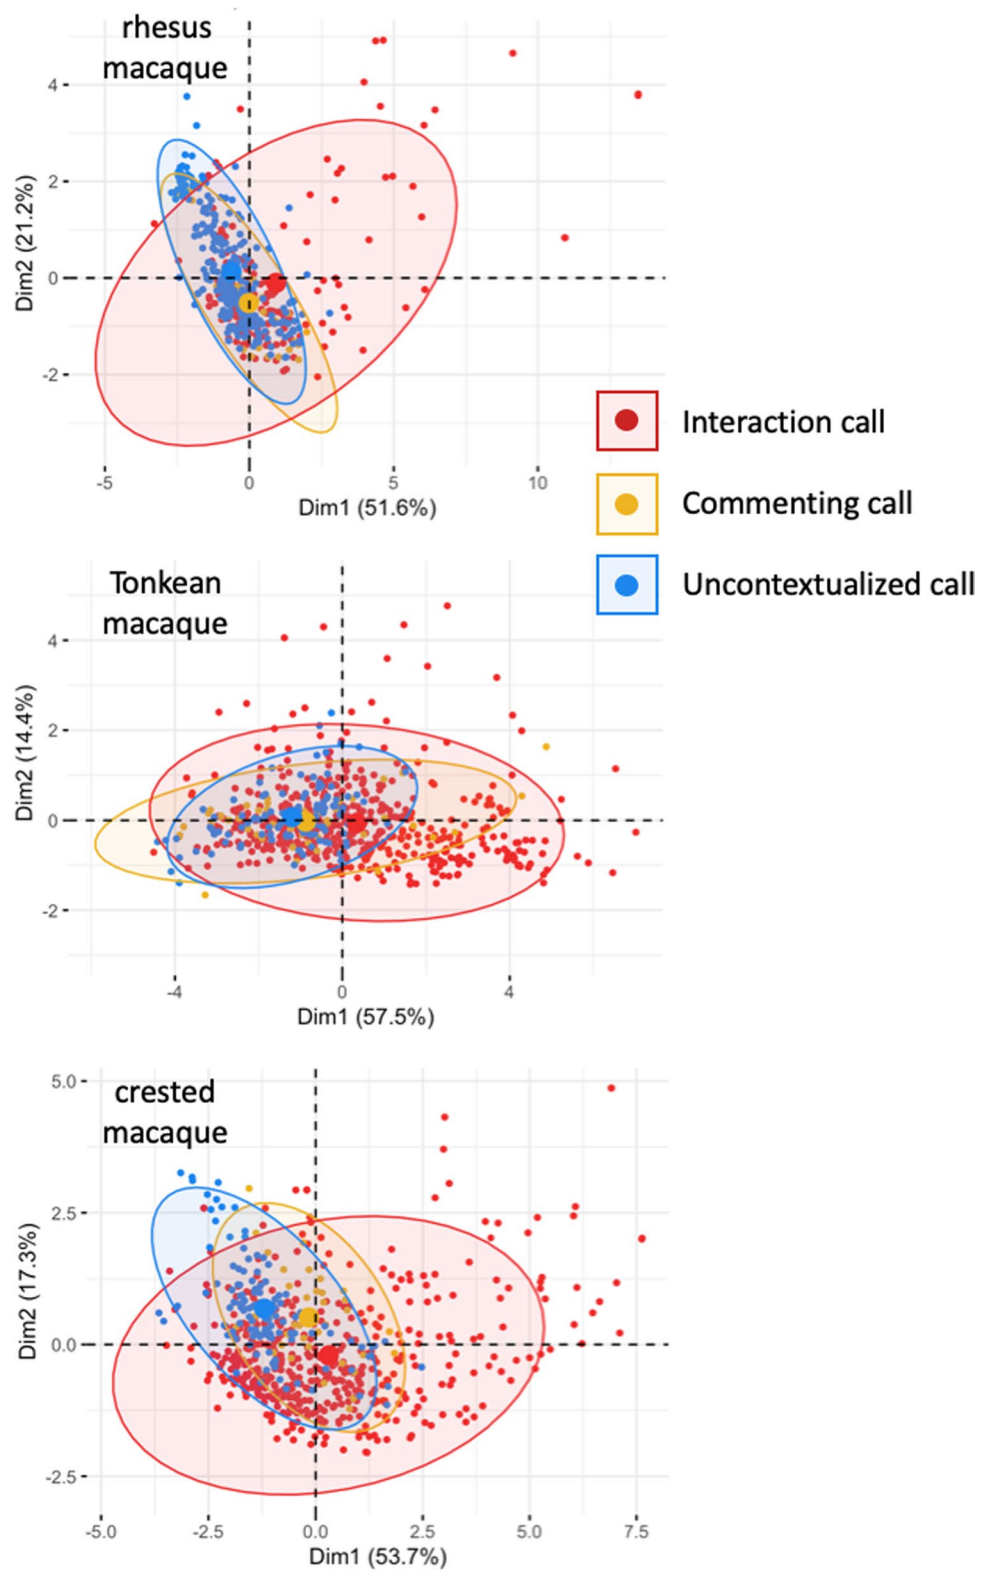 rhesus
macaque
4
2
0
-2
Dim2 (21.2%)
-5
0
5
10
Dim1 (51.6%)
Interaction call
Commenting call
Uncontextualized call
Tonkean
macaque
4
2
0
-2
Dim2 (14.4%)
-4
0
4
Dim1 (57.5%)
crested
macaque
5.0
2.5
0.0
-2.5
Dim2 (17.3%)
-5.0
-2.5
0.0
2.5
5.0
7.5
Dim1 (53.7%)